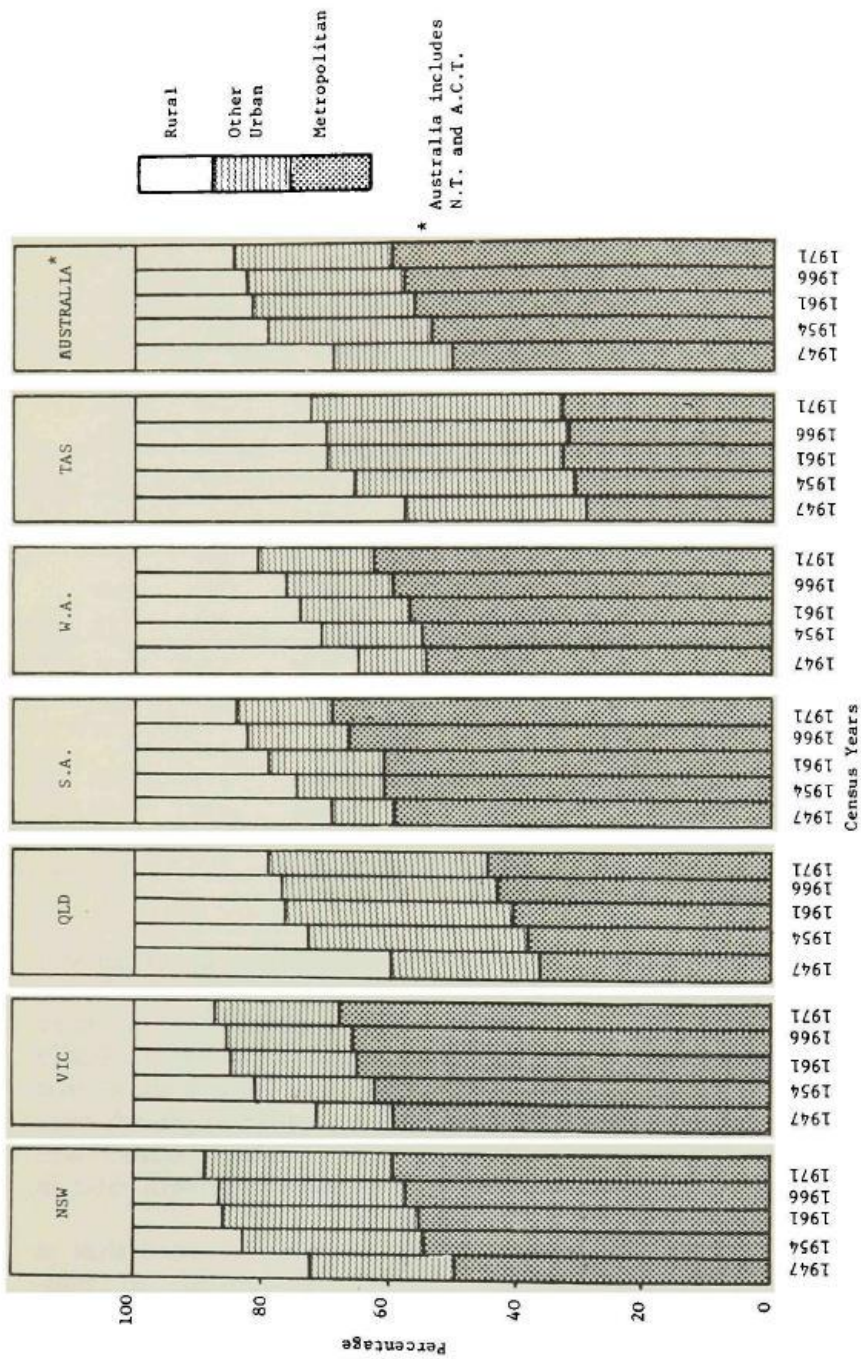 NSW
VIC
QLD
S.A.
W.A.
TAS
AUSTRALIA*
Rural
Other
Urban
Metropolitan
* Australia includes
N.T. and A.C.T.
Percentage
100
80
60
40
20
0
1947 1954 1961 1966 1971
1947 1954 1961 1966 1971
1947 1954 1961 1966 1971
1947 1954 1961 1966 1971
1947 1954 1961 1966 1971
1947 1954 1961 1966 1971
1947 1954 1961 1966 1971
Census Years